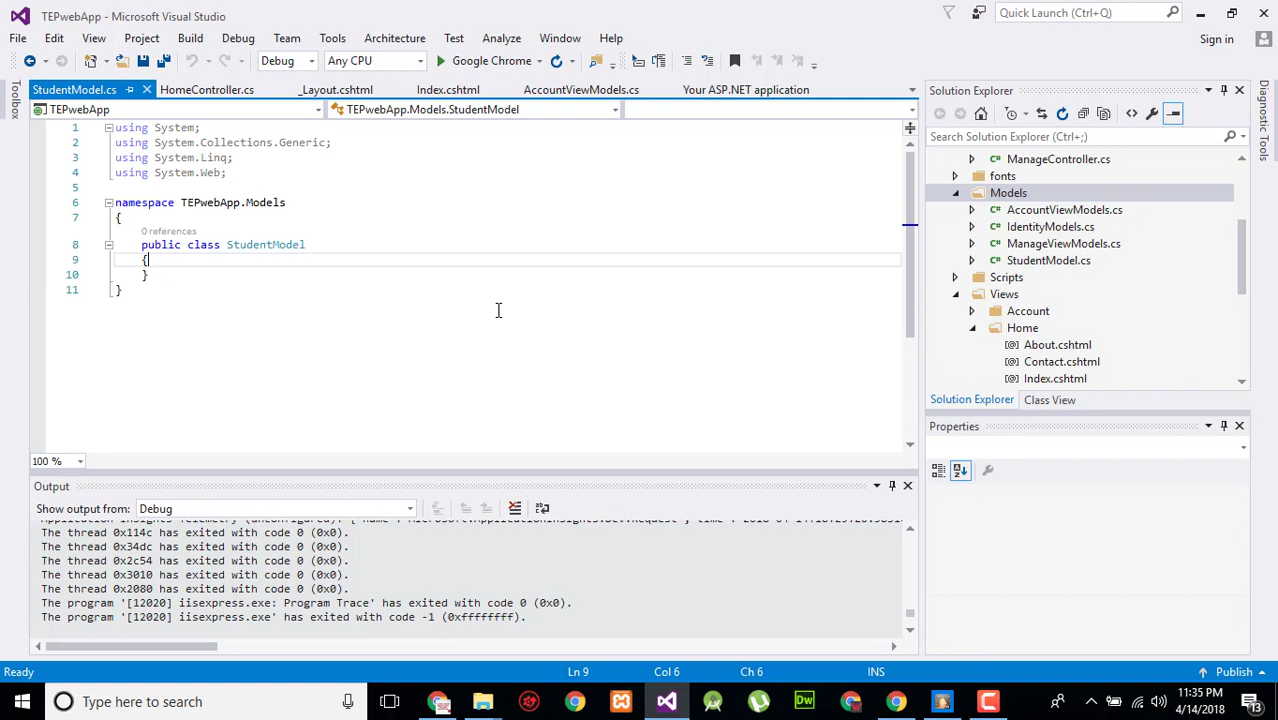 TEPwebApp - Microsoft Visual Studio
Quick Launch (Ctrl+Q)
File Edit View Project Build Debug Team Tools Architecture Test Analyze Window Help
Sign in
Debug Any CPU Google Chrome
Toolbox
StudentModel.cs HomeController.cs _Layout.cshtml Index.cshtml AccountViewModels.cs Your ASP.NET application
TEPwebApp TEPwebApp.Models.StudentModel
1 using System;
2 using System.Collections.Generic;
3 using System.Linq;
4 using System.Web;
5
6 namespace TEPwebApp.Models
7 {
0 references
8 public class StudentModel
9 {
10 }
11 }
100 %
Output
Show output from: Debug
The thread 0x114c has exited with code 0 (0x0).
The thread 0x34dc has exited with code 0 (0x0).
The thread 0x2c54 has exited with code 0 (0x0).
The thread 0x3010 has exited with code 0 (0x0).
The thread 0x2080 has exited with code 0 (0x0).
The program '[12020] iisexpress.exe: Program Trace' has exited with code 0 (0x0).
The program '[12020] iisexpress.exe' has exited with code -1 (0xffffffff).
Solution Explorer
Search Solution Explorer (Ctrl+;)
ManageController.cs
fonts
Models
AccountViewModels.cs
IdentityModels.cs
ManageViewModels.cs
StudentModel.cs
Scripts
Views
Account
Home
About.cshtml
Contact.cshtml
Index.cshtml
Solution Explorer Class View
Properties
Diagnostic Tools
Ready Ln 9 Col 6 Ch 6 INS Publish
Type here to search
Dw
11:35 PM
4/14/2018
13